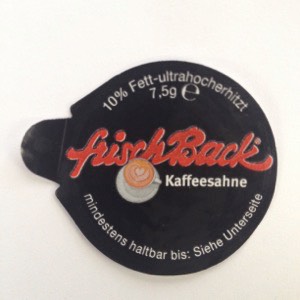 10% Fett-ultrahocherhitzt
7,5g ℮
frischBack
Kaffeesahne
mindestens haltbar bis: Siehe Unterseite